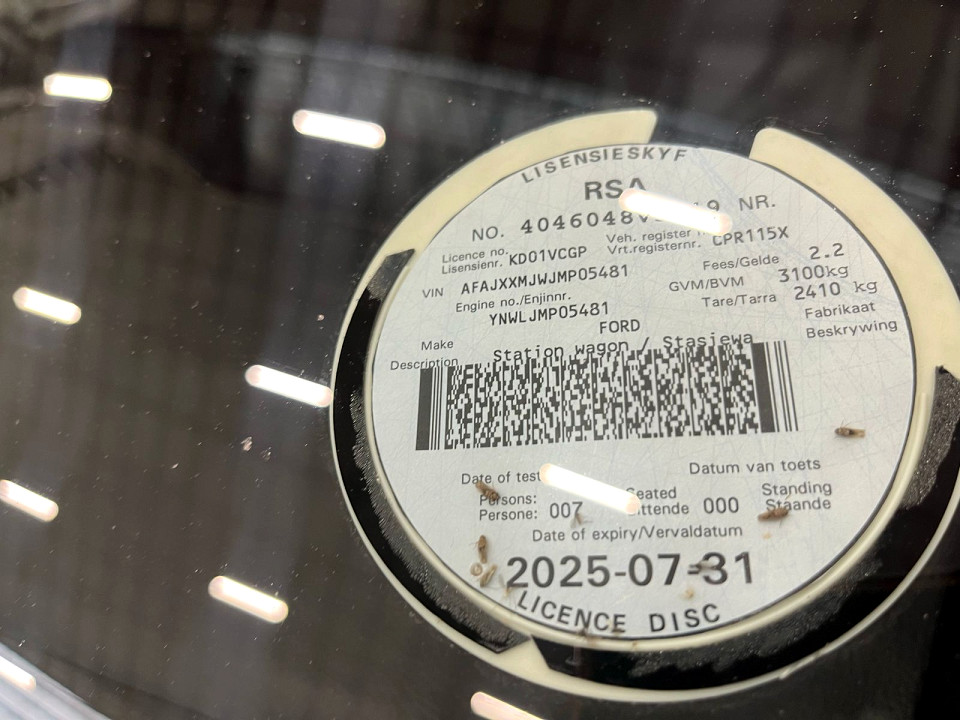 LISENSIESKYF
RSA
NO. 4046048 NR.
Licence no. Lisensienr. KD01VCGP Veh. register Vrt.registernr. CPR115X
VIN AFAJXXMJWJMP05481 Fees/Gelde 2.2
Engine no./Enjinnr. GVM/BVM 3100kg
YNWLJMP05481 Tare/Tarra 2410 kg
Make FORD Fabrikaat
Description Station wagon / Stasiewa Beskrywing
Date of test Datum van toets
Persons: Seated Standing
Persone: 007 Sittende 000 Staande
Date of expiry/Vervaldatum
2025-07-31
LICENCE DISC